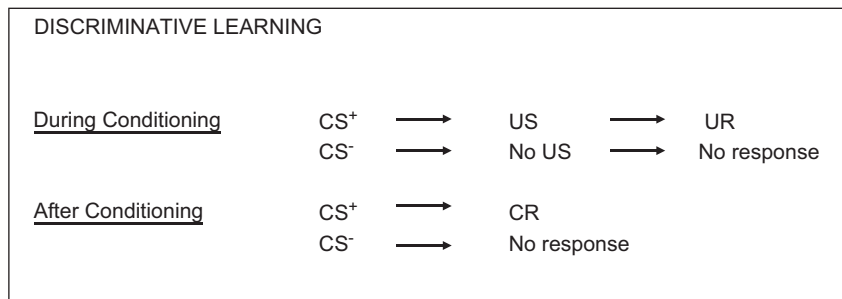 DISCRIMINATIVE LEARNING
During Conditioning CS⁺ → US → UR
CS⁻ → No US → No response
After Conditioning CS⁺ → CR
CS⁻ → No response